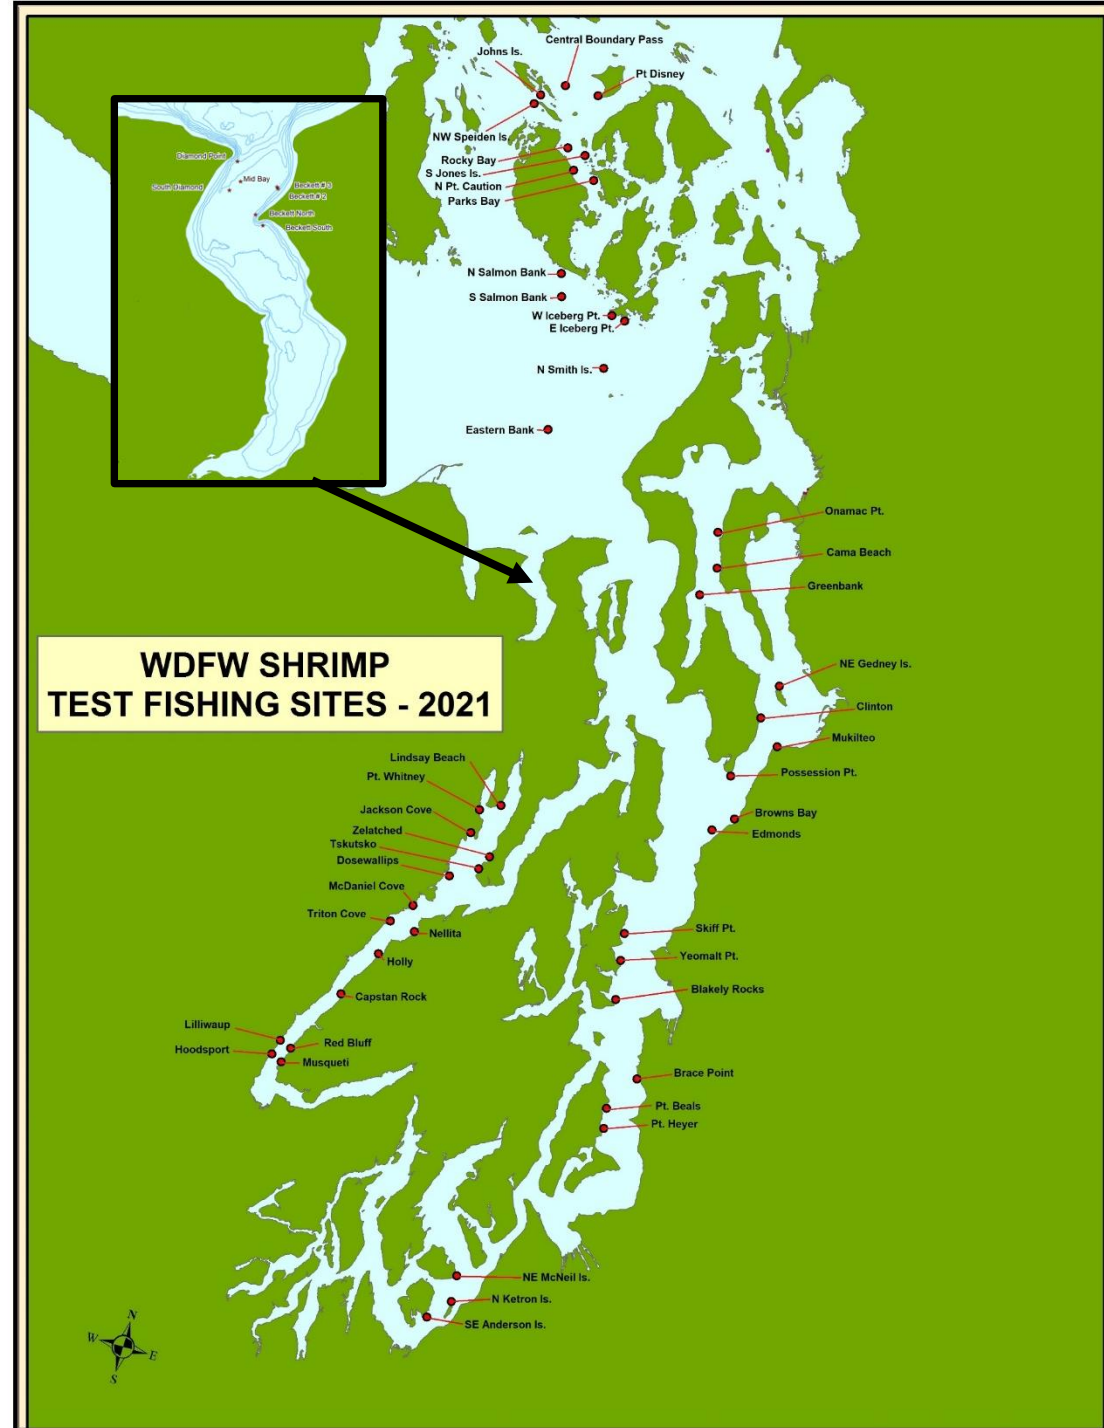 Central Boundary Pass
Johns Is.
Pt Disney
NW Speiden Is.
Rocky Bay
S Jones Is.
N Pt. Caution
Parks Bay
Diamond Point
South Diamond
Mid Bay
Beckett # 3
Beckett # 2
Beckett North
Beckett South
N Salmon Bank
S Salmon Bank
W Iceberg Pt.
E Iceberg Pt.
N Smith Is.
Eastern Bank
Onamac Pt.
Cama Beach
Greenbank
WDFW SHRIMP
TEST FISHING SITES - 2021
NE Gedney Is.
Clinton
Mukilteo
Possession Pt.
Browns Bay
Edmonds
Lindsay Beach
Pt. Whitney
Jackson Cove
Zelatched
Tskutsko
Dosewallips
McDaniel Cove
Triton Cove
Nellita
Holly
Capstan Rock
Lilliwaup
Hoodsport
Red Bluff
Musqueti
Skiff Pt.
Yeomalt Pt.
Blakely Rocks
Brace Point
Pt. Beals
Pt. Heyer
NE McNeil Is.
N Ketron Is.
SE Anderson Is.
N
W
E
S